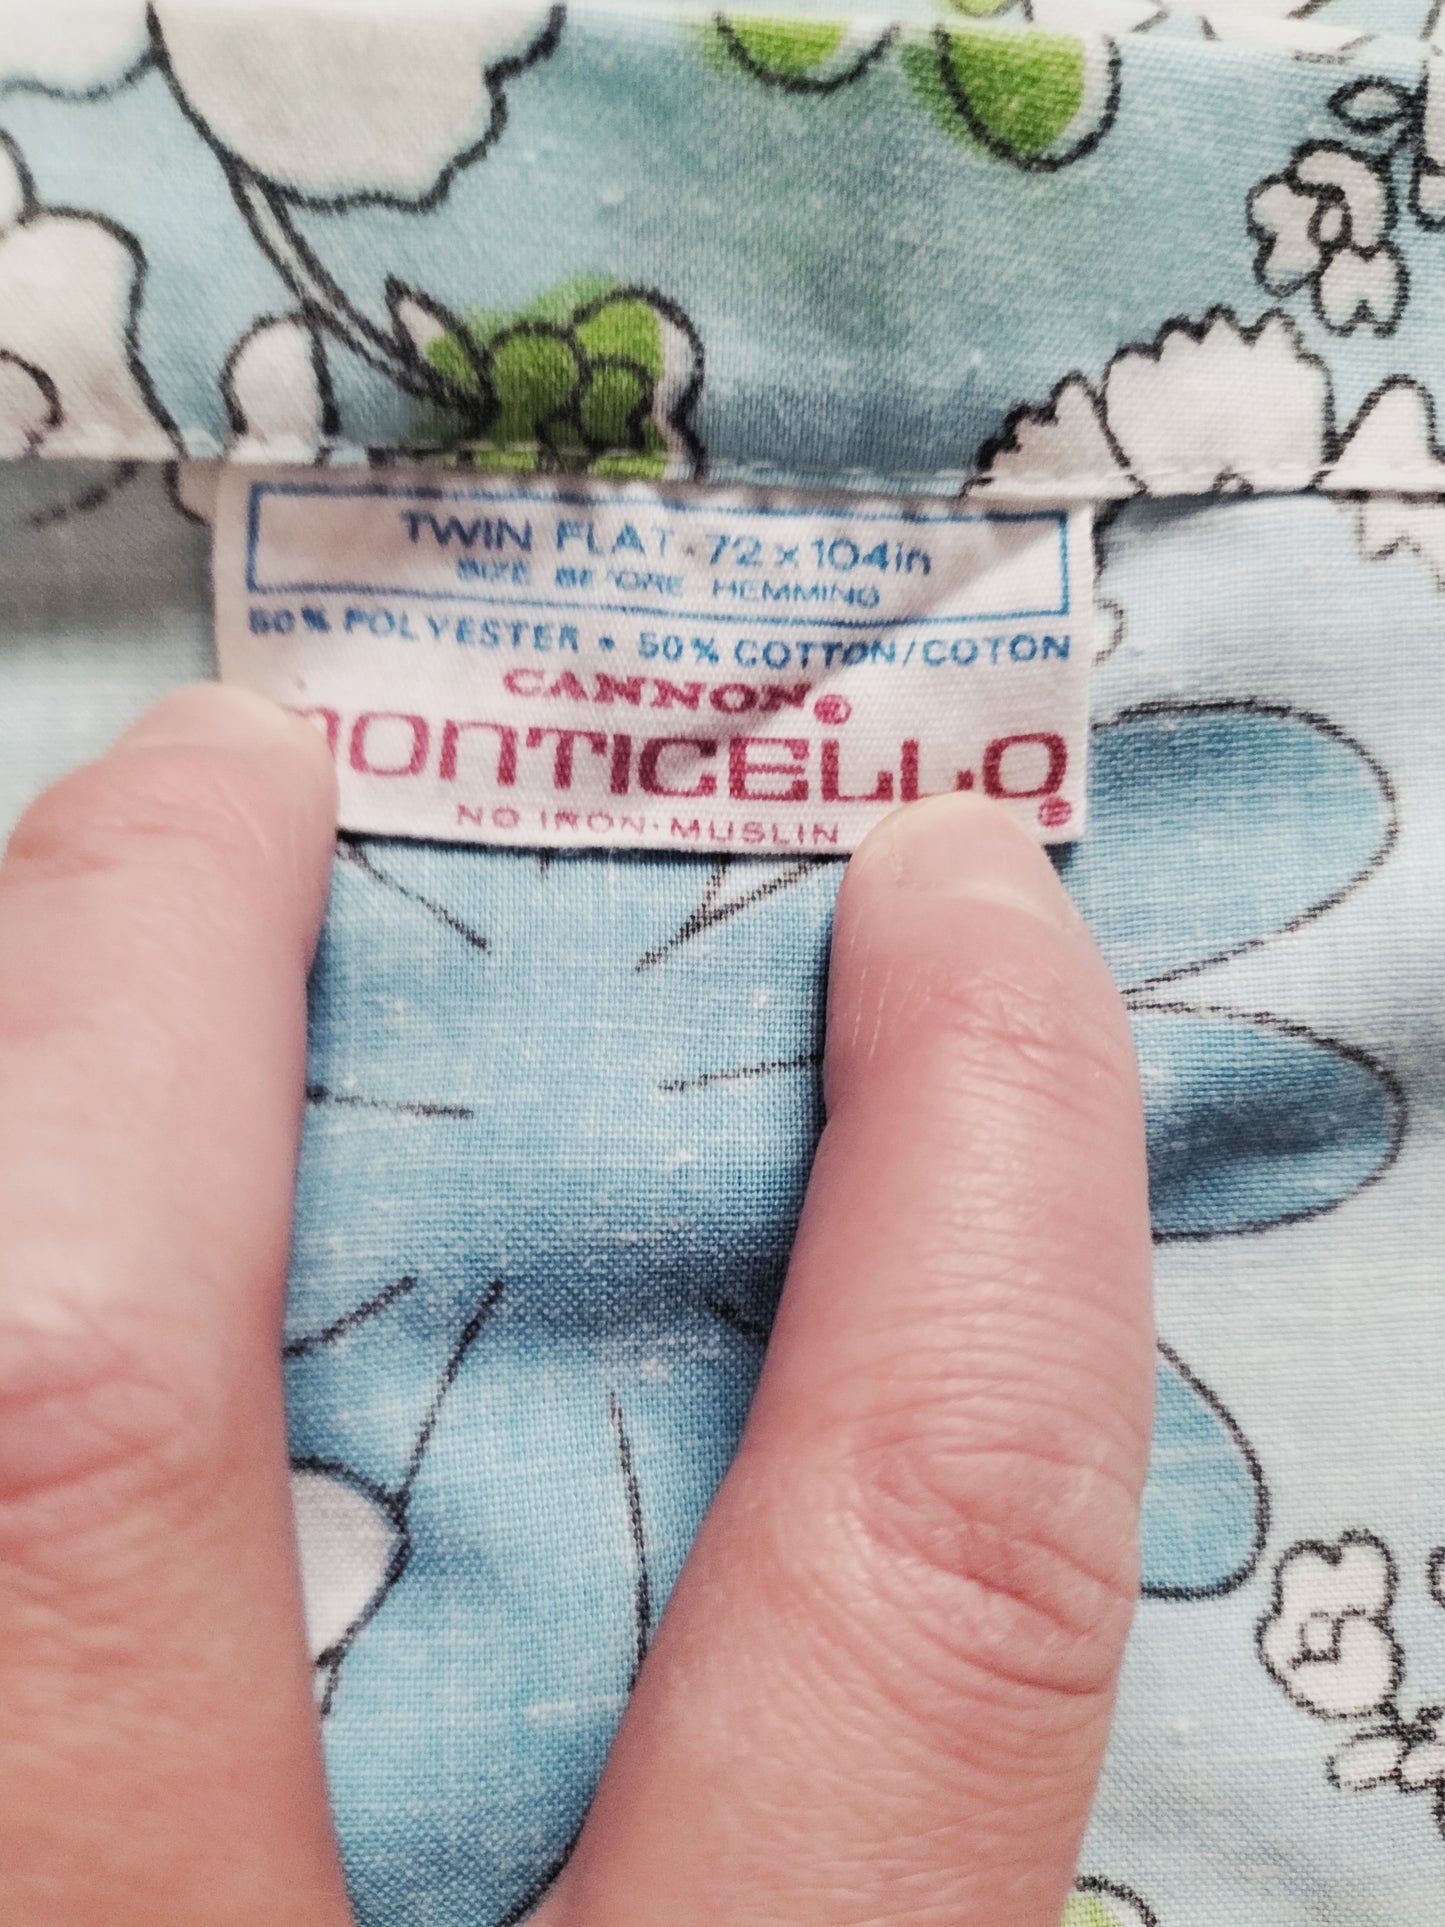 TWIN FLAT - 72 x 104in
SIZE BEFORE HEMMING
50% POLYESTER • 50% COTTON/COTON
CANNON®
MONTICELLO®
NO IRON·MUSLIN